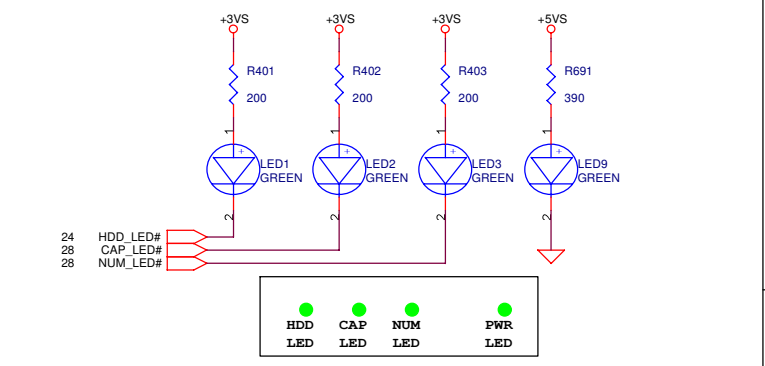 +3VS +3VS +3VS +5VS
R401 R402 R403 R691
200 200 200 390
1 1 1 1
+ + + +
LED1 LED2 LED3 LED9
GREEN GREEN GREEN GREEN
2 2 2 2
24 HDD_LED#
28 CAP_LED#
28 NUM_LED#
HDD CAP NUM PWR
LED LED LED LED